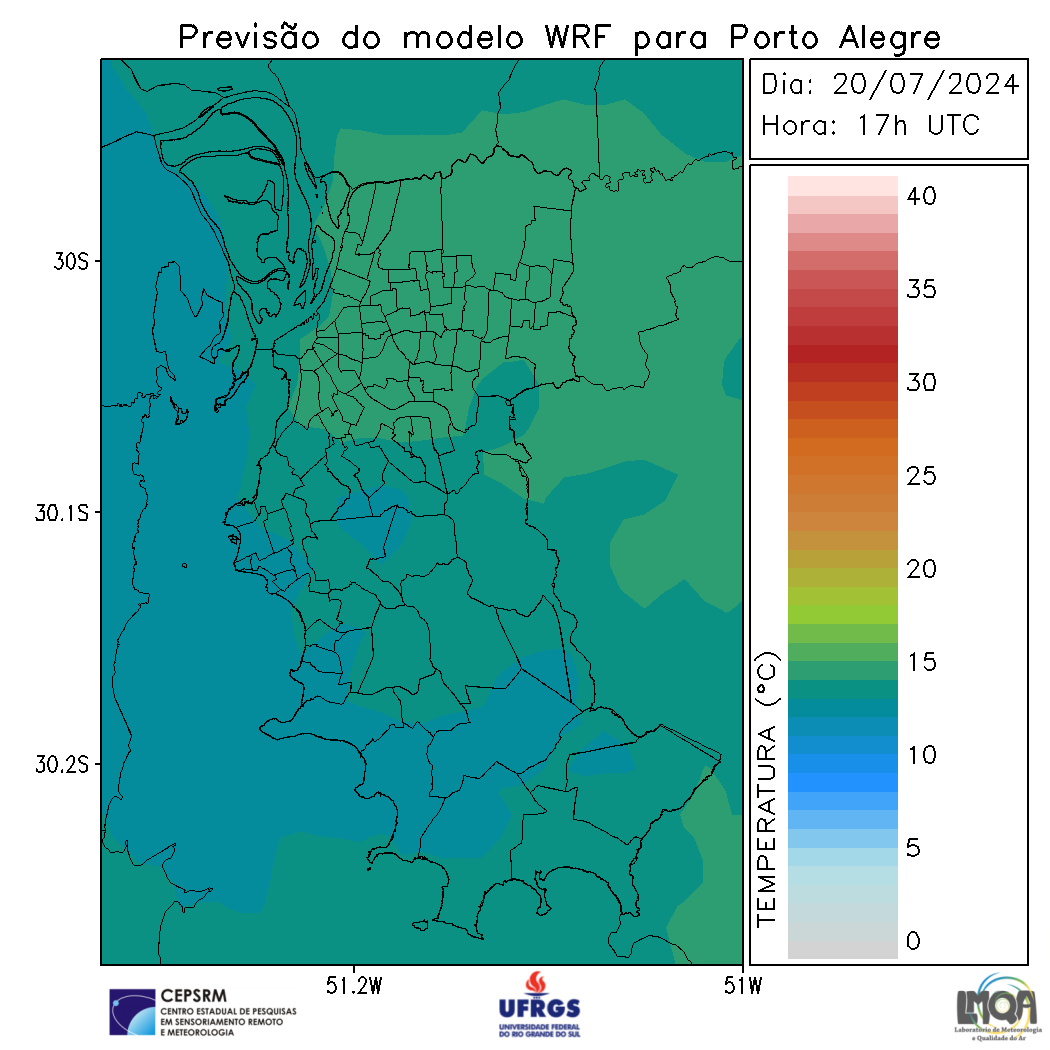 Previsão do modelo WRF para Porto Alegre
Dia: 20/07/2024
Hora: 17h UTC
40
35
30
25
20
15
10
5
0
TEMPERATURA (°C)
30S
30.1S
30.2S
51.2W
51W
CEPSRM
CENTRO ESTADUAL DE PESQUISAS
EM SENSORIAMENTO REMOTO
E METEOROLOGIA
UFRGS
UNIVERSIDADE FEDERAL
DO RIO GRANDE DO SUL
LMQA
Laboratório de Meteorologia
e Qualidade do Ar